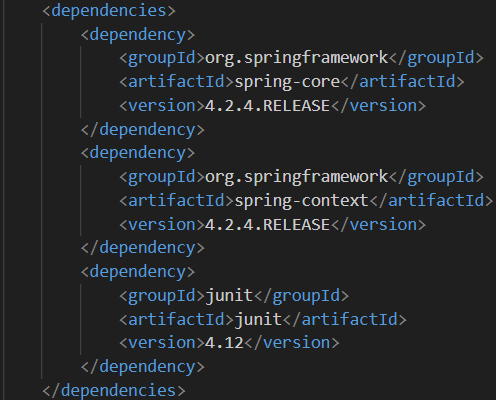 <dependencies>
<dependency>
<groupId>org.springframework</groupId>
<artifactId>spring-core</artifactId>
<version>4.2.4.RELEASE</version>
</dependency>
<dependency>
<groupId>org.springframework</groupId>
<artifactId>spring-context</artifactId>
<version>4.2.4.RELEASE</version>
</dependency>
<dependency>
<groupId>junit</groupId>
<artifactId>junit</artifactId>
<version>4.12</version>
</dependency>
</dependencies>